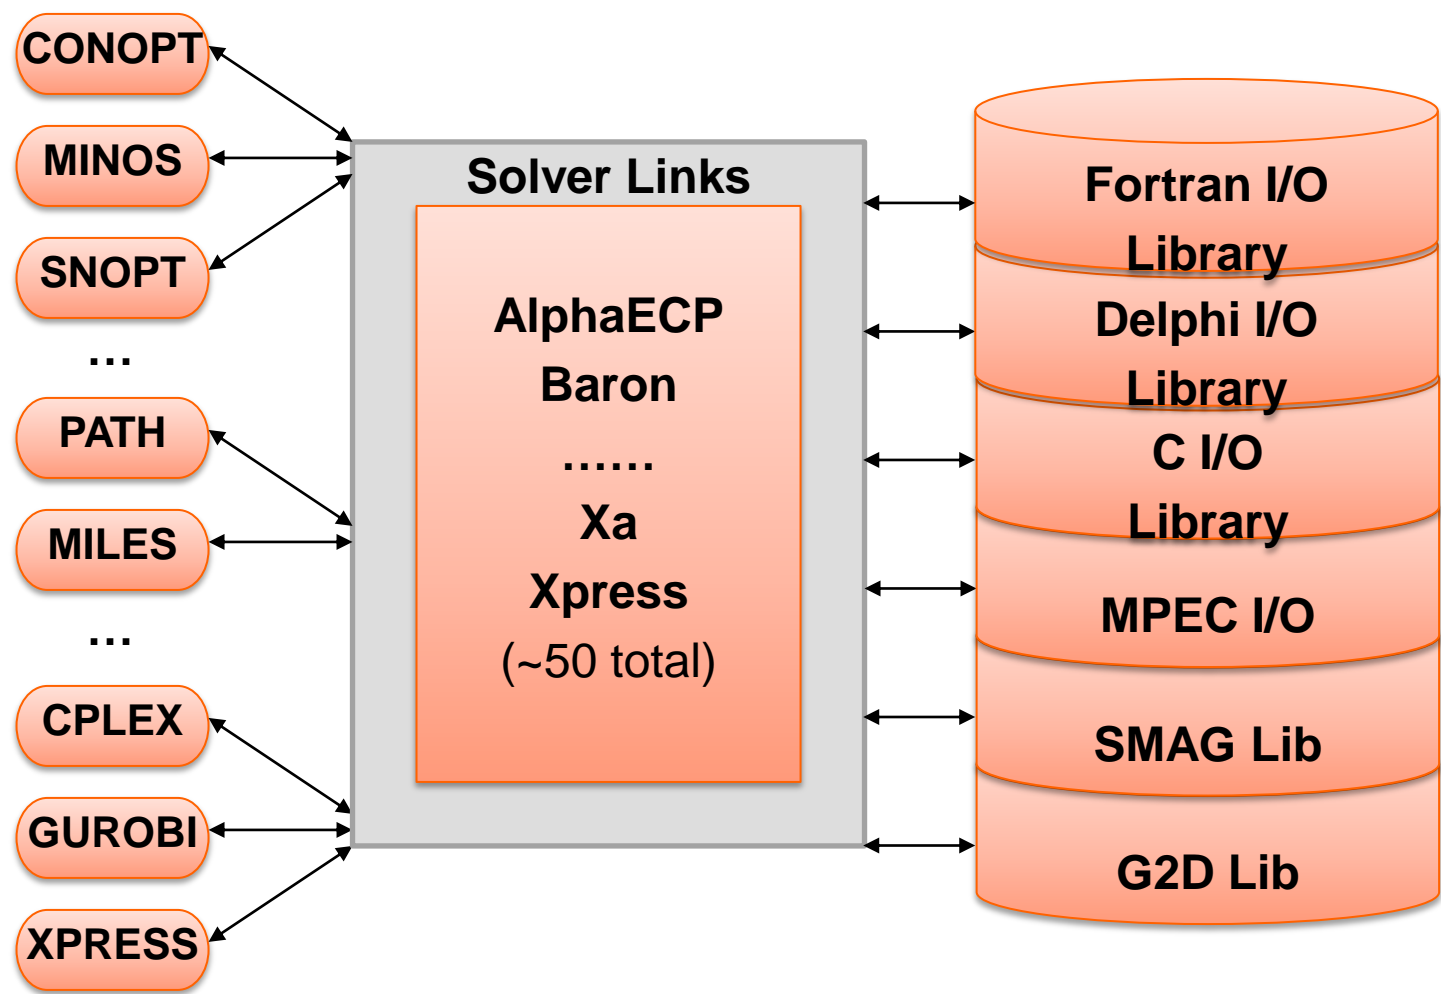 CONOPT
MINOS
SNOPT
…
PATH
MILES
…
CPLEX
GUROBI
XPRESS
Solver Links
AlphaECP
Baron
……
Xa
Xpress
(~50 total)
Fortran I/O
Library
Delphi I/O
Library
C I/O
Library
MPEC I/O
SMAG Lib
G2D Lib